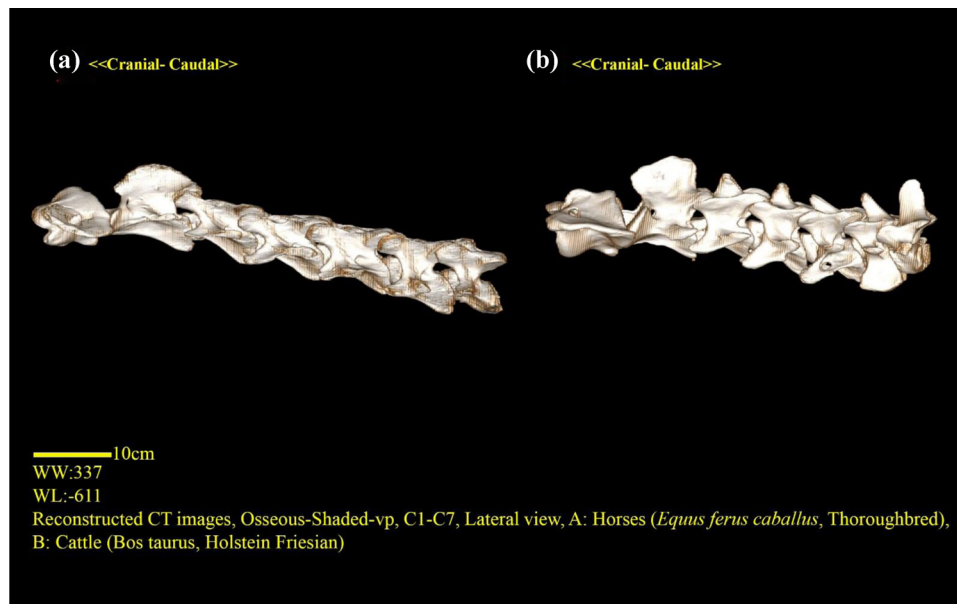 (a) <<Cranial- Caudal>>
(b) <<Cranial- Caudal>>
10cm
WW:337
WL:-611
Reconstructed CT images, Osseous-Shaded-vp, C1-C7, Lateral view, A: Horses (Equus ferus caballus, Thoroughbred),
B: Cattle (Bos taurus, Holstein Friesian)